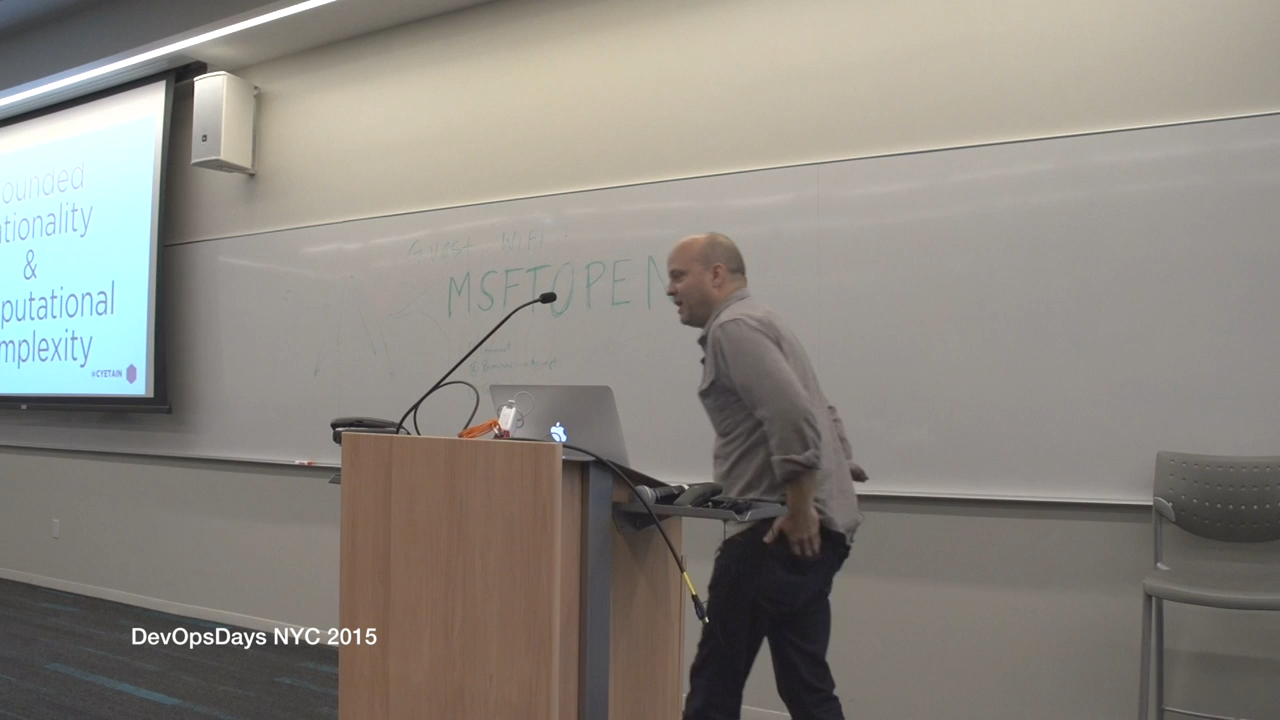 ounded
tionality
&
putational
mplexity
@CYETAIN
Guest WiFi:
MSFTOPEN
DevOpsDays NYC 2015